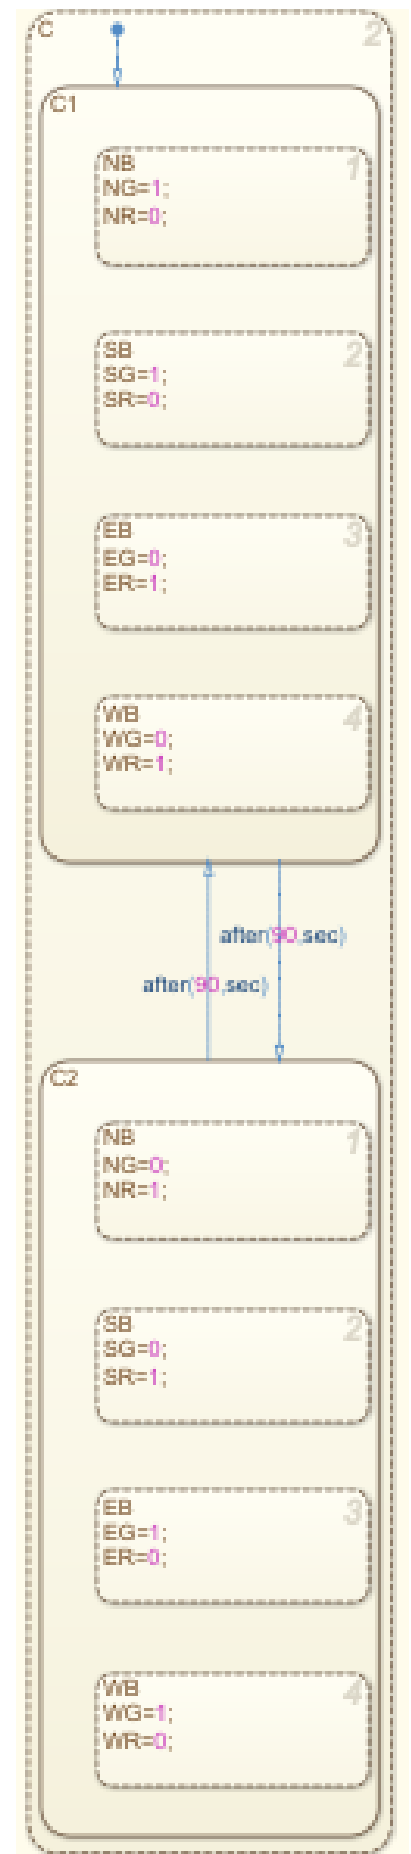 C 2
C1
NB 1
NG=1;
NR=0;
SB 2
SG=1;
SR=0;
EB 3
EG=0;
ER=1;
WB 4
WG=0;
WR=1;
after(90,sec)
after(90,sec)
C2
NB 1
NG=0;
NR=1;
SB 2
SG=0;
SR=1;
EB 3
EG=1;
ER=0;
WB 4
WG=1;
WR=0;